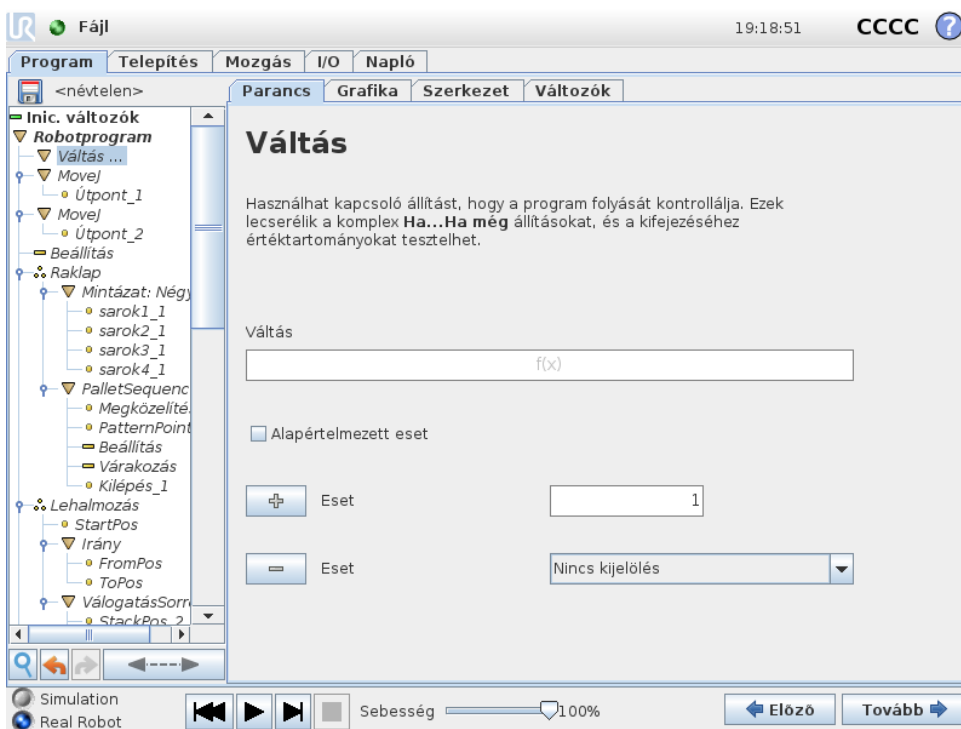 UR Fájl 19:18:51 CCCC ?
Program Telepítés Mozgás I/O Napló
<névtelen>
Parancs Grafika Szerkezet Változók
Inic. változók
Robotprogram
Váltás ...
MoveJ
Útpont_1
MoveJ
Útpont_2
Beállítás
Raklap
Mintázat: Négy
sarok1_1
sarok2_1
sarok3_1
sarok4_1
PalletSequenc
Megközelíté
PatternPoint
Beállítás
Várakozás
Kilépés_1
Lehalmozás
StartPos
Irány
FromPos
ToPos
VálogatásSorr
StackPos_2
Váltás
Használhat kapcsoló állítást, hogy a program folyását kontrollálja. Ezek
lecserélik a komplex Ha...Ha még állításokat, és a kifejezéséhez
értéktartományokat tesztelhet.
Váltás
f(x)
Alapértelmezett eset
Eset 1
Eset Nincs kijelölés
Simulation
Real Robot
Sebesség 100%
Előző Tovább